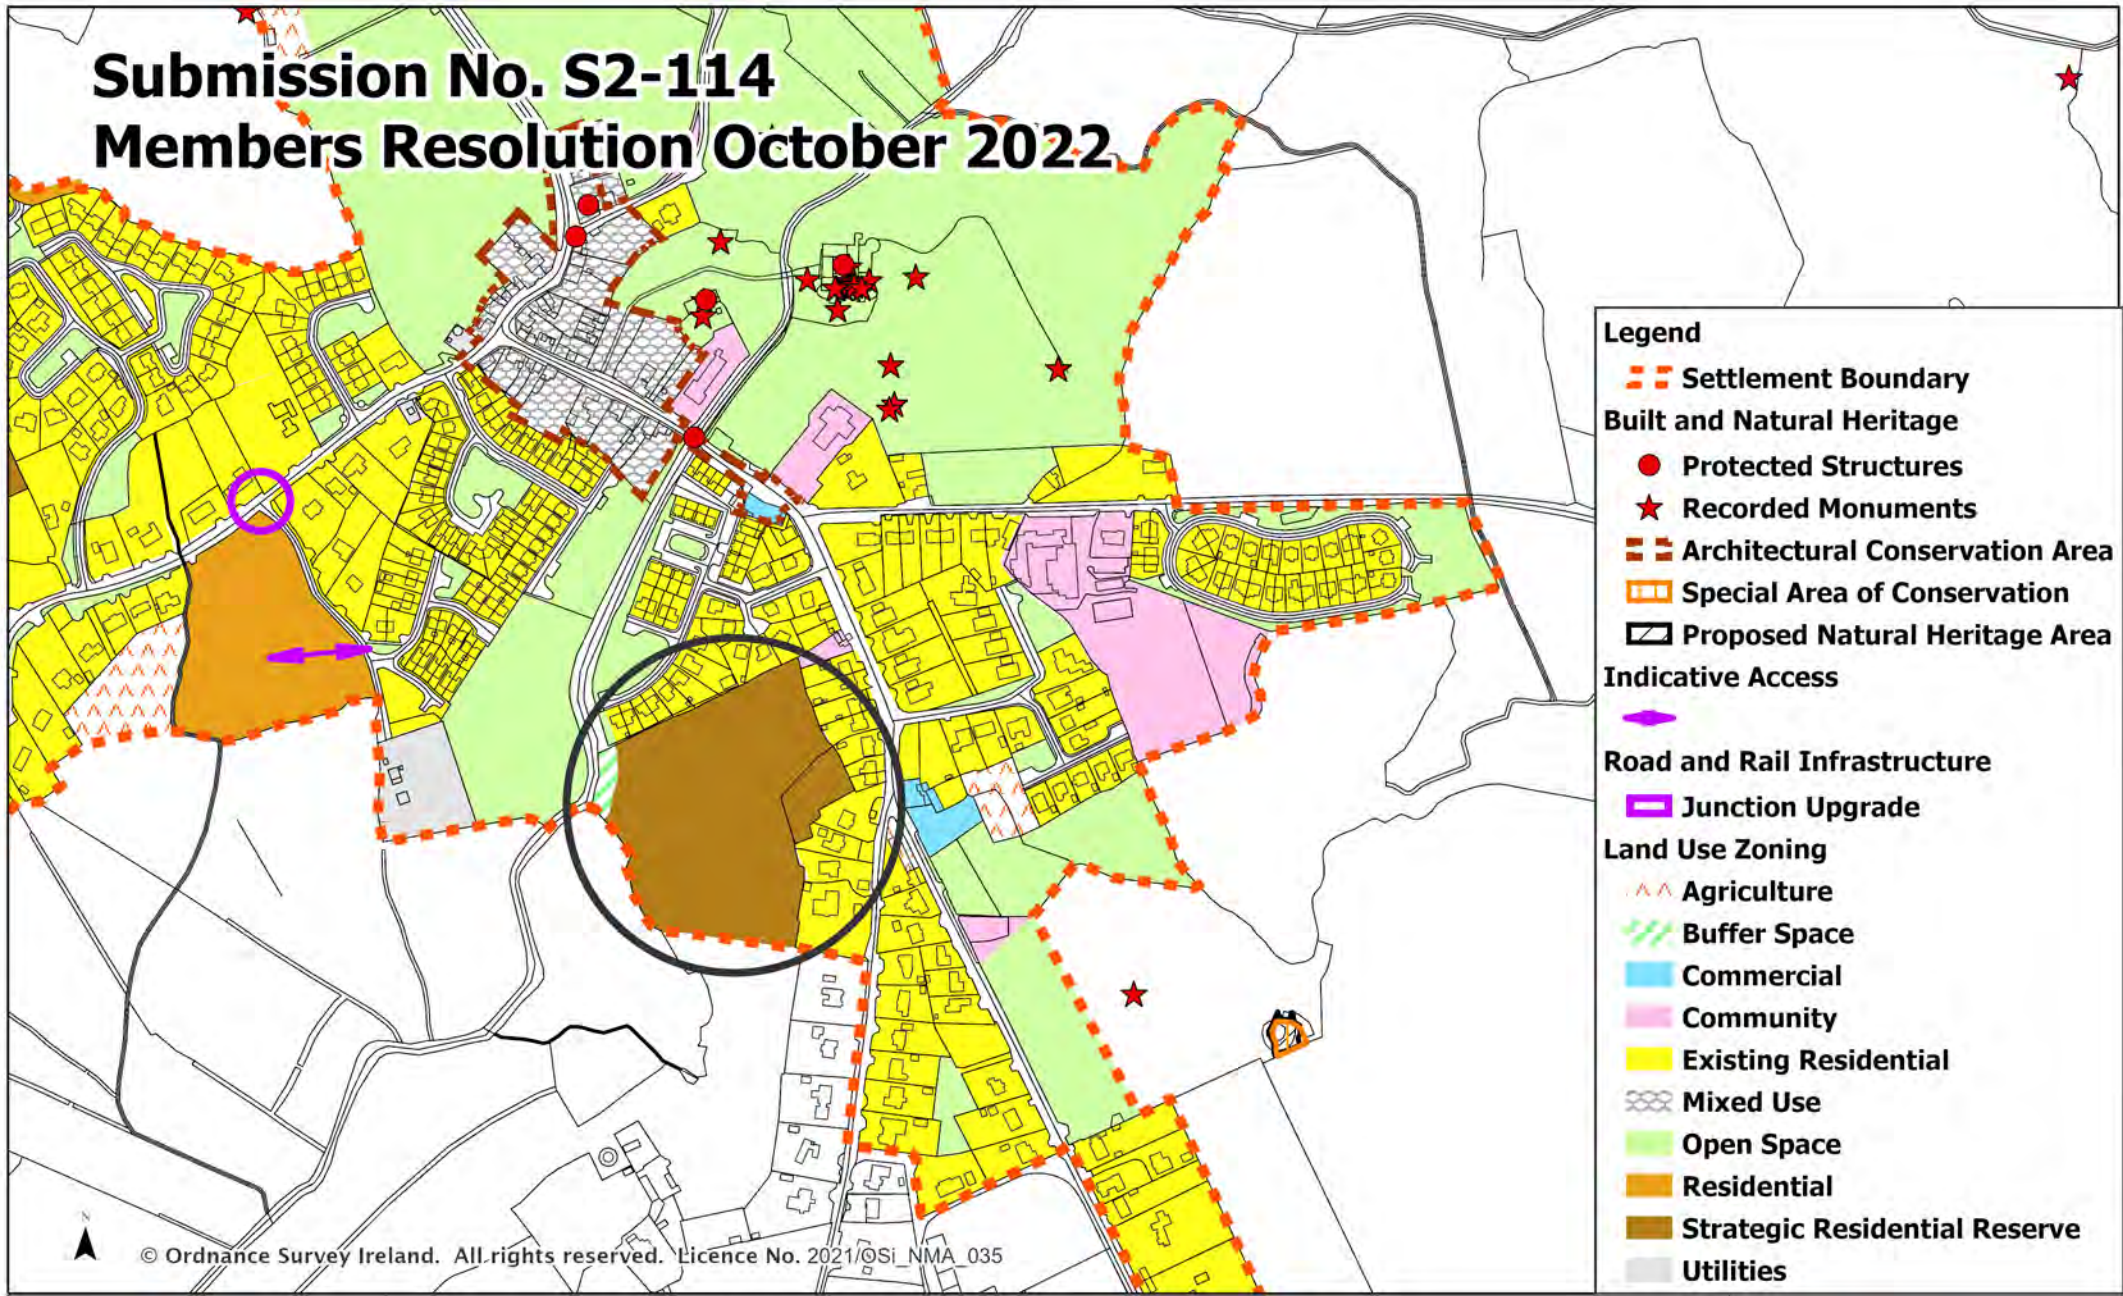 Submission No. S2-114
Members Resolution October 2022
Legend
Settlement Boundary
Built and Natural Heritage
Protected Structures
Recorded Monuments
Architectural Conservation Area
Special Area of Conservation
Proposed Natural Heritage Area
Indicative Access
Road and Rail Infrastructure
Junction Upgrade
Land Use Zoning
Agriculture
Buffer Space
Commercial
Community
Existing Residential
Mixed Use
Open Space
Residential
Strategic Residential Reserve
Utilities
N
© Ordnance Survey Ireland. All rights reserved. Licence No. 2021/OSi_NMA_035